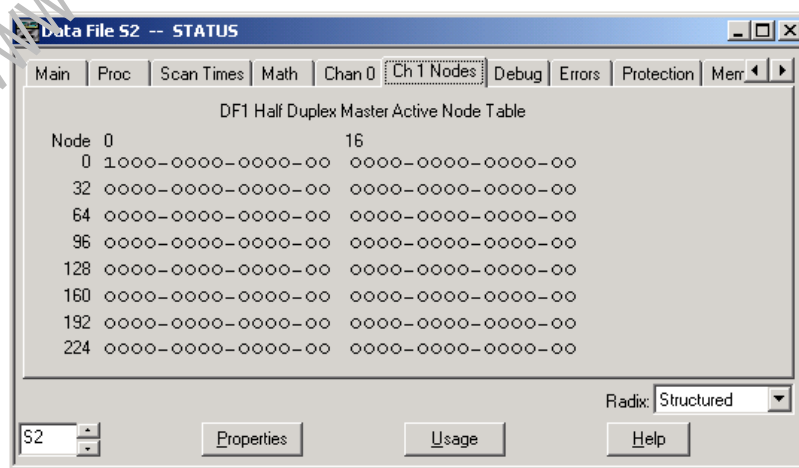 Data File S2 -- STATUS
Main Proc Scan Times Math Chan 0 Ch 1 Nodes Debug Errors Protection Mem
DF1 Half Duplex Master Active Node Table
Node 0 16
0 1000-0000-0000-00 0000-0000-0000-00
32 0000-0000-0000-00 0000-0000-0000-00
64 0000-0000-0000-00 0000-0000-0000-00
96 0000-0000-0000-00 0000-0000-0000-00
128 0000-0000-0000-00 0000-0000-0000-00
160 0000-0000-0000-00 0000-0000-0000-00
192 0000-0000-0000-00 0000-0000-0000-00
224 0000-0000-0000-00 0000-0000-0000-00
Radix: Structured
S2 Properties Usage Help